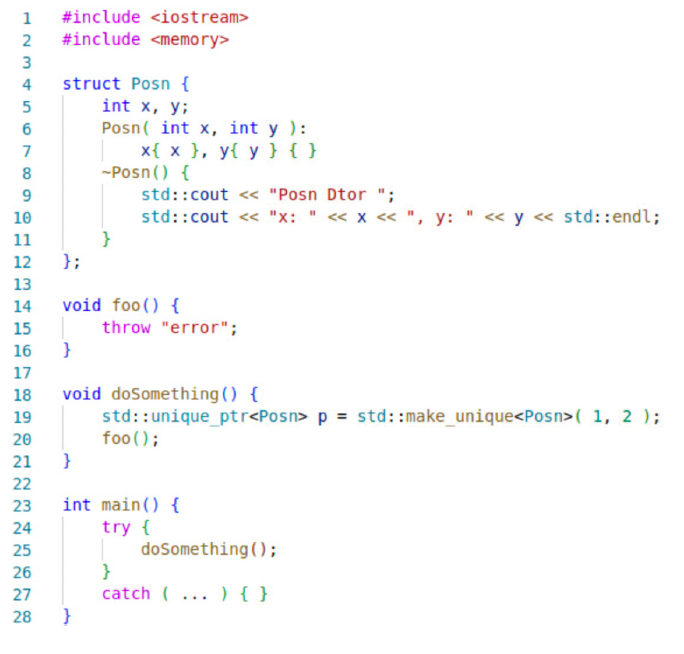 1 #include <iostream>
2 #include <memory>
3
4 struct Posn {
5     int x, y;
6     Posn( int x, int y ):
7         x{ x }, y{ y } { }
8     ~Posn() {
9         std::cout << "Posn Dtor ";
10         std::cout << "x: " << x << ", y: " << y << std::endl;
11     }
12 };
13
14 void foo() {
15     throw "error";
16 }
17
18 void doSomething() {
19     std::unique_ptr<Posn> p = std::make_unique<Posn>( 1, 2 );
20     foo();
21 }
22
23 int main() {
24     try {
25         doSomething();
26     }
27     catch ( ... ) { }
28 }